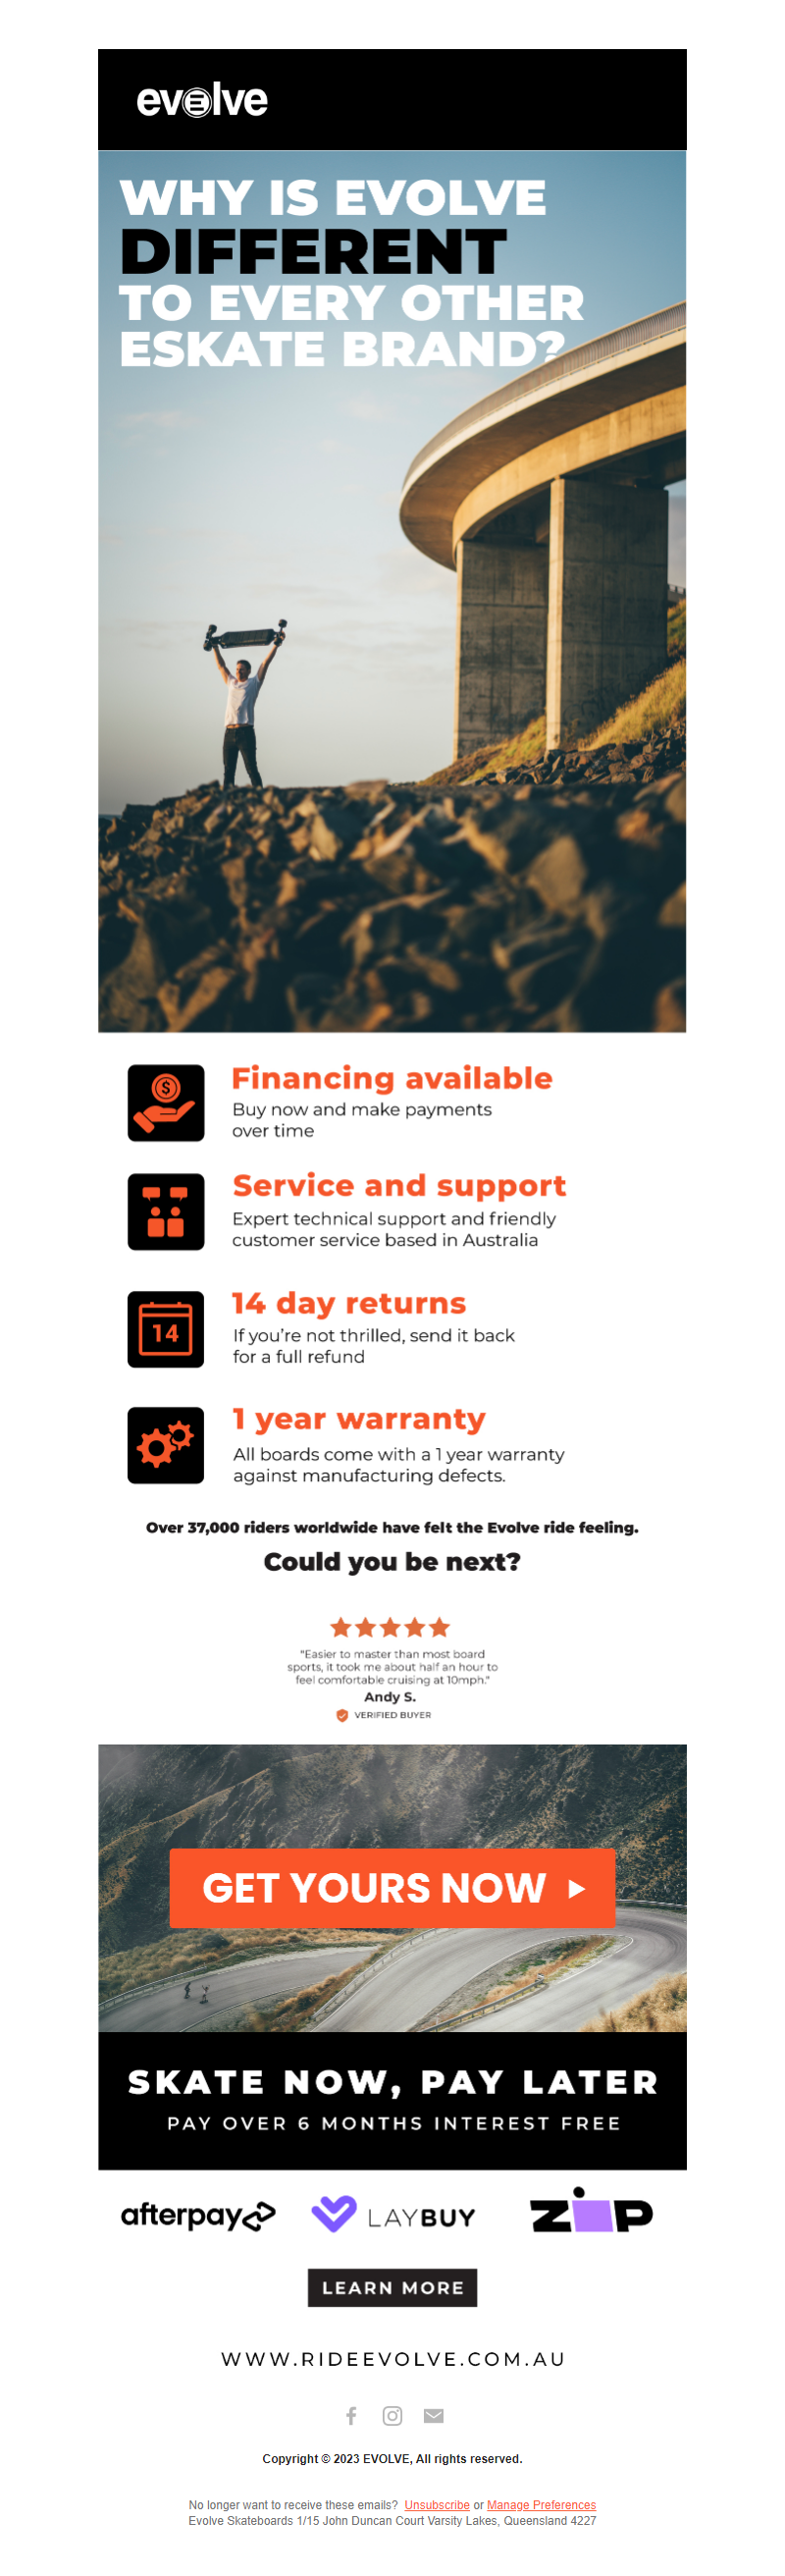 evolve
WHY IS EVOLVE
DIFFERENT
TO EVERY OTHER
ESKATE BRAND?
$
Financing available
Buy now and make payments
over time
Service and support
Expert technical support and friendly
customer service based in Australia
14
14 day returns
If you're not thrilled, send it back
for a full refund
1 year warranty
All boards come with a 1 year warranty
against manufacturing defects.
Over 37,000 riders worldwide have felt the Evolve ride feeling.
Could you be next?
"Easier to master than most board
sports, it took me about half an hour to
feel comfortable cruising at 10mph."
Andy S.
VERIFIED BUYER
GET YOURS NOW
SKATE NOW, PAY LATER
PAY OVER 6 MONTHS INTEREST FREE
afterpay LAYBUY ZIP
LEARN MORE
WWW.RIDEEVOLVE.COM.AU
Copyright © 2023 EVOLVE, All rights reserved.
No longer want to receive these emails? Unsubscribe or Manage Preferences
Evolve Skateboards 1/15 John Duncan Court Varsity Lakes, Queensland 4227